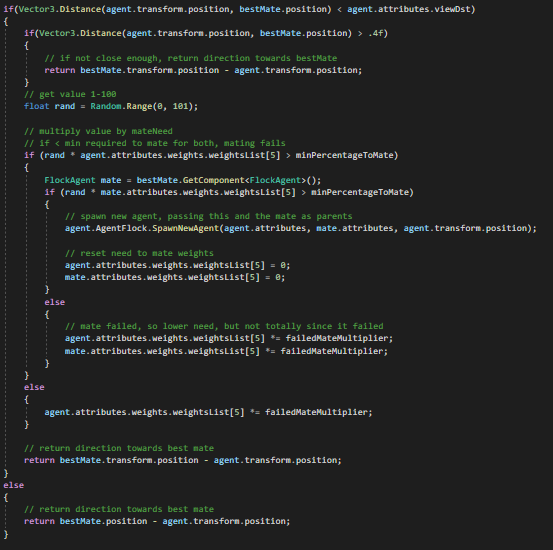 if(Vector3.Distance(agent.transform.position, bestMate.position) < agent.attributes.viewDst)
{
if(Vector3.Distance(agent.transform.position, bestMate.position) > .4f)
{
// if not close enough, return direction towards bestMate
return bestMate.transform.position - agent.transform.position;
}
// get value 1-100
float rand = Random.Range(0, 101);
// multiply value by mateNeed
// if < min required to mate for both, mating fails
if (rand * agent.attributes.weights.weightsList[5] > minPercentageToMate)
{
FlockAgent mate = bestMate.GetComponent<FlockAgent>();
if (rand * mate.attributes.weights.weightsList[5] > minPercentageToMate)
{
// spawn new agent, passing this and the mate as parents
agent.AgentFlock.SpawnNewAgent(agent.attributes, mate.attributes, agent.transform.position);
// reset need to mate weights
agent.attributes.weights.weightsList[5] = 0;
mate.attributes.weights.weightsList[5] = 0;
}
else
{
// mate failed, so lower need, but not totally since it failed
agent.attributes.weights.weightsList[5] *= failedMateMultiplier;
mate.attributes.weights.weightsList[5] *= failedMateMultiplier;
}
}
else
{
agent.attributes.weights.weightsList[5] *= failedMateMultiplier;
}
// return direction towards best mate
return bestMate.transform.position - agent.transform.position;
}
else
{
// return direction towards best mate
return bestMate.position - agent.transform.position;
}